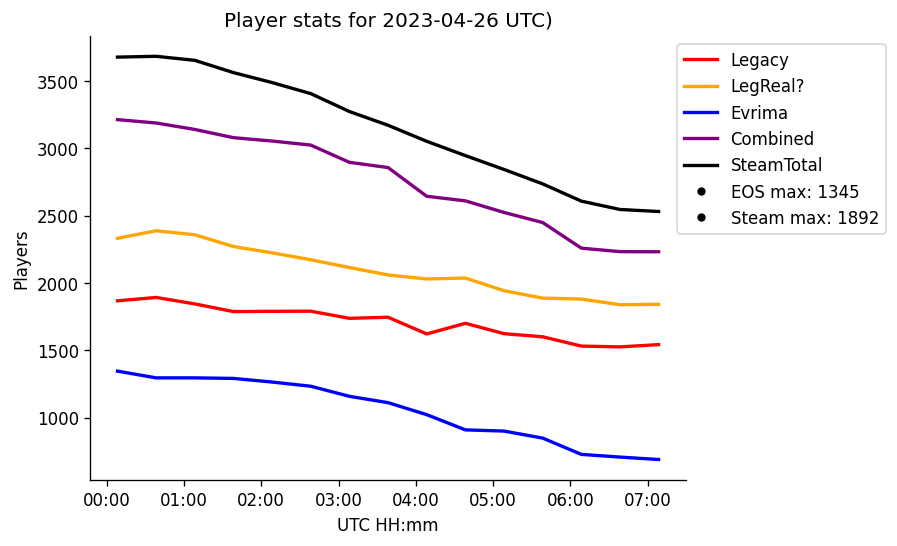 Player stats for 2023-04-26 UTC)
Players
3500
3000
2500
2000
1500
1000
00:00 01:00 02:00 03:00 04:00 05:00 06:00 07:00
UTC HH:mm
Legacy
LegReal?
Evrima
Combined
SteamTotal
EOS max: 1345
Steam max: 1892